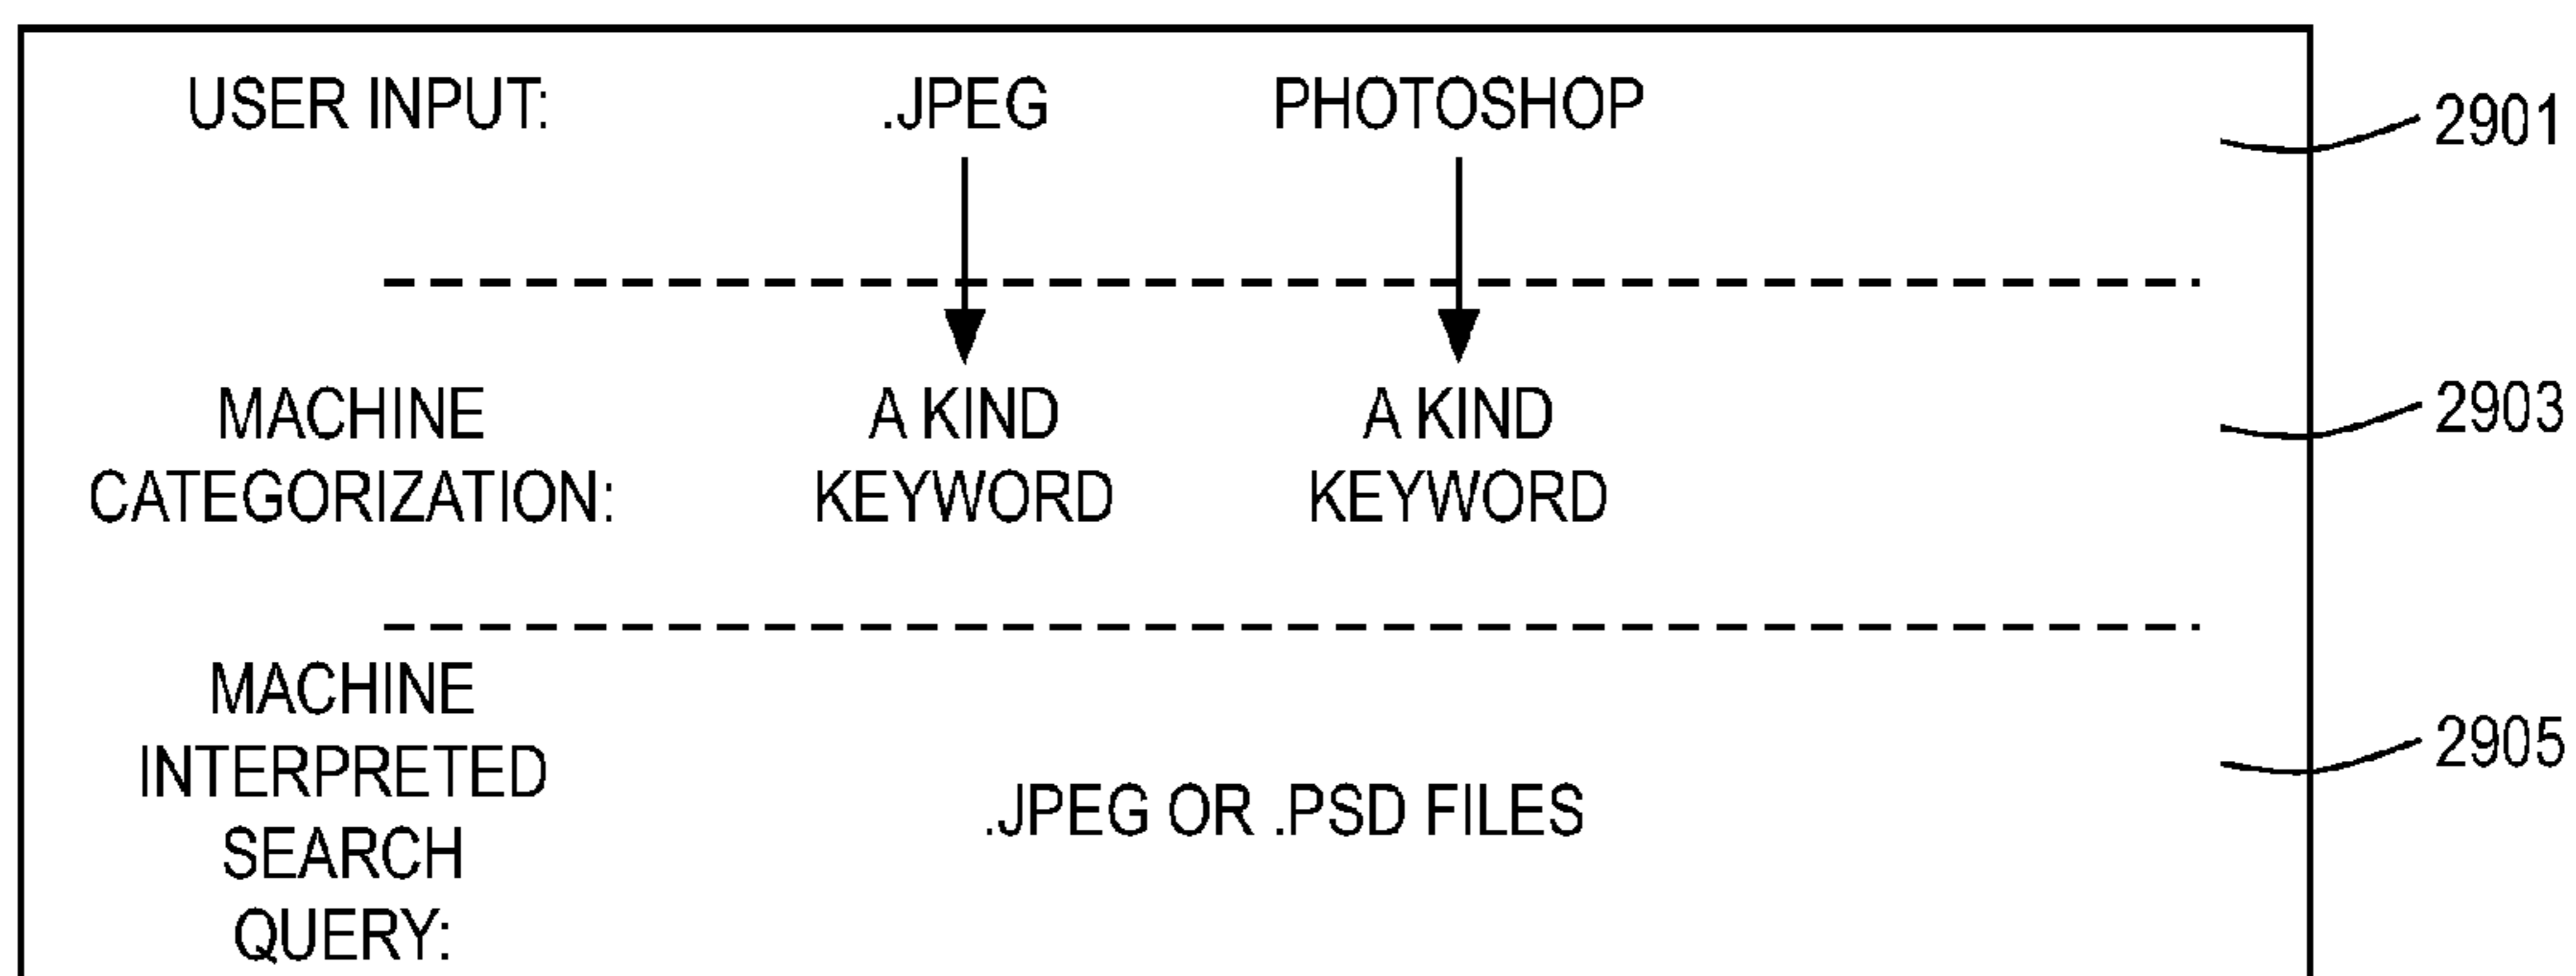 USER INPUT: .JPEG PHOTOSHOP 2901
MACHINE CATEGORIZATION: A KIND KEYWORD A KIND KEYWORD 2903
MACHINE INTERPRETED SEARCH QUERY: .JPEG OR .PSD FILES 2905